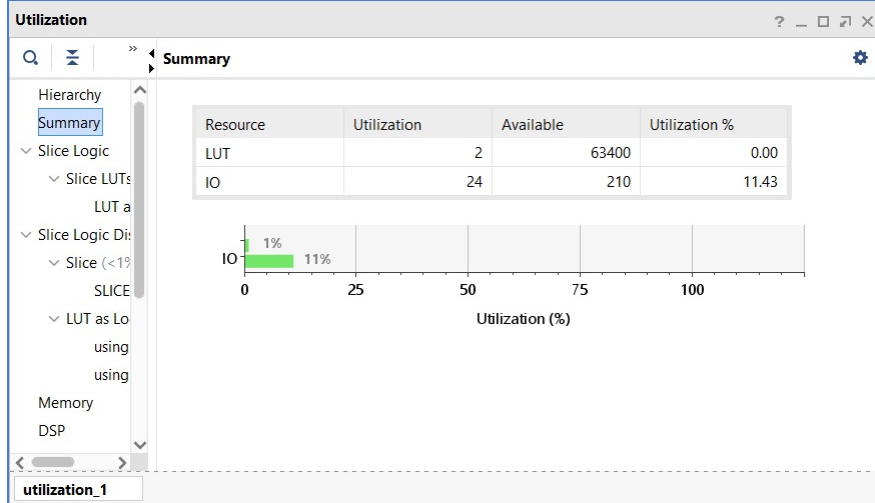 Utilization
?
»
Summary
Hierarchy
Summary
Slice Logic
Slice LUTs
LUT a
Slice Logic Dis
Slice (<1%
SLICE
LUT as Lo
using
using
Memory
DSP
Resource Utilization Available Utilization %
LUT 2 63400 0.00
IO 24 210 11.43
1%
IO 11%
0 25 50 75 100
Utilization (%)
utilization_1